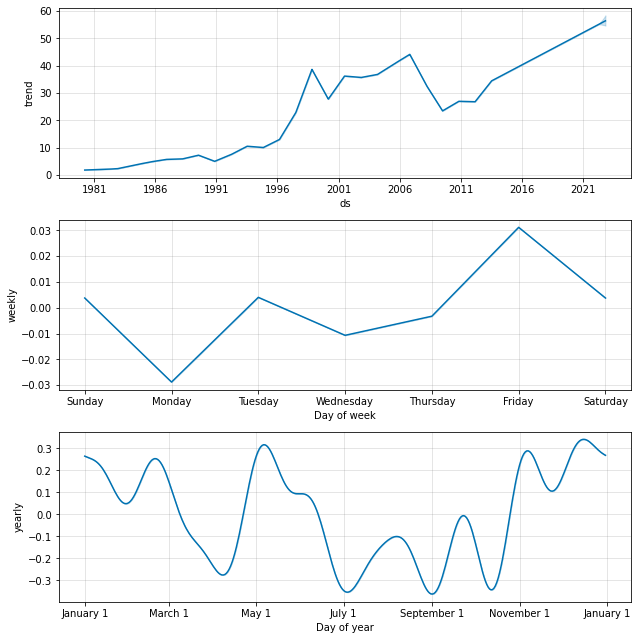 60
50
40
30
20
10
0
trend
1981 1986 1991 1996 2001 2006 2011 2016 2021
ds
0.03
0.02
0.01
0.00
−0.01
−0.02
−0.03
weekly
Sunday Monday Tuesday Wednesday Thursday Friday Saturday
Day of week
0.3
0.2
0.1
0.0
−0.1
−0.2
−0.3
yearly
January 1 March 1 May 1 July 1 September 1 November 1 January 1
Day of year